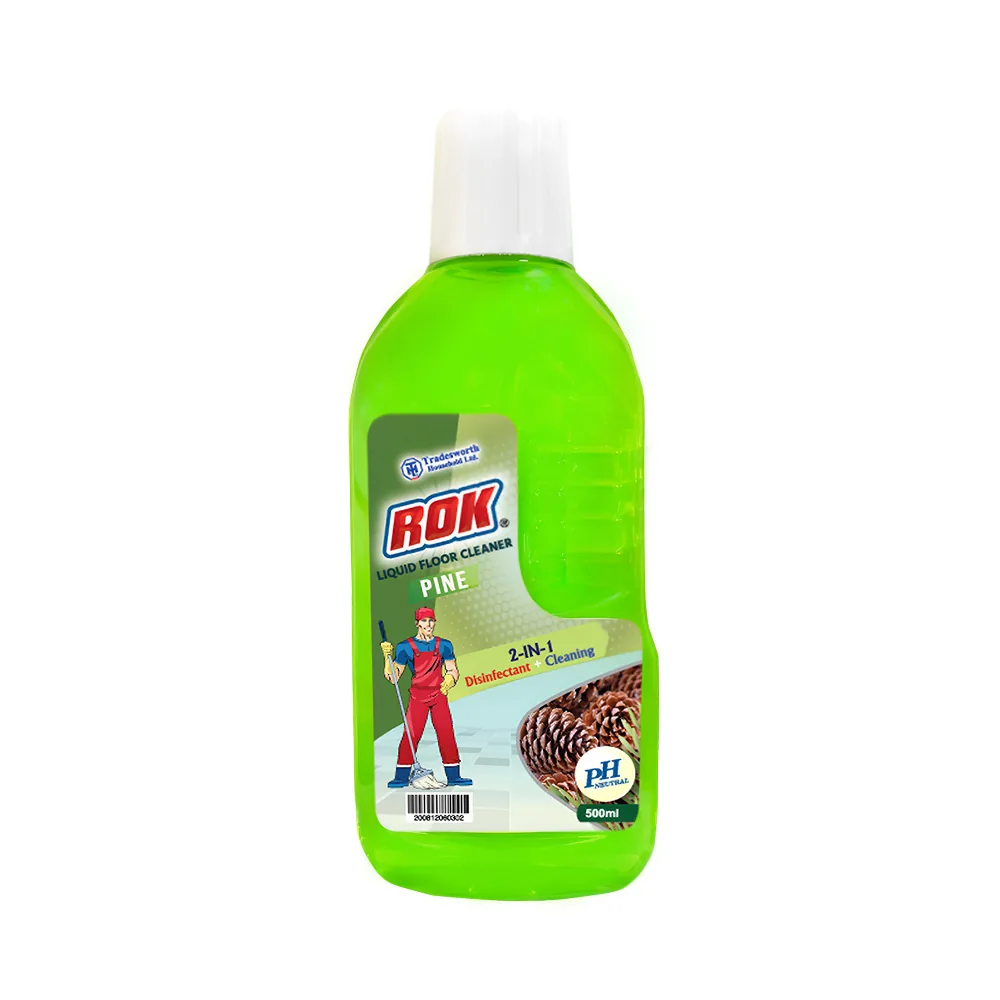 Tradesworth
Household Ltd.
ROK®
LIQUID FLOOR CLEANER
PINE
2-IN-1
Disinfectant + Cleaning
PH
NEUTRAL
500ml
200812060302